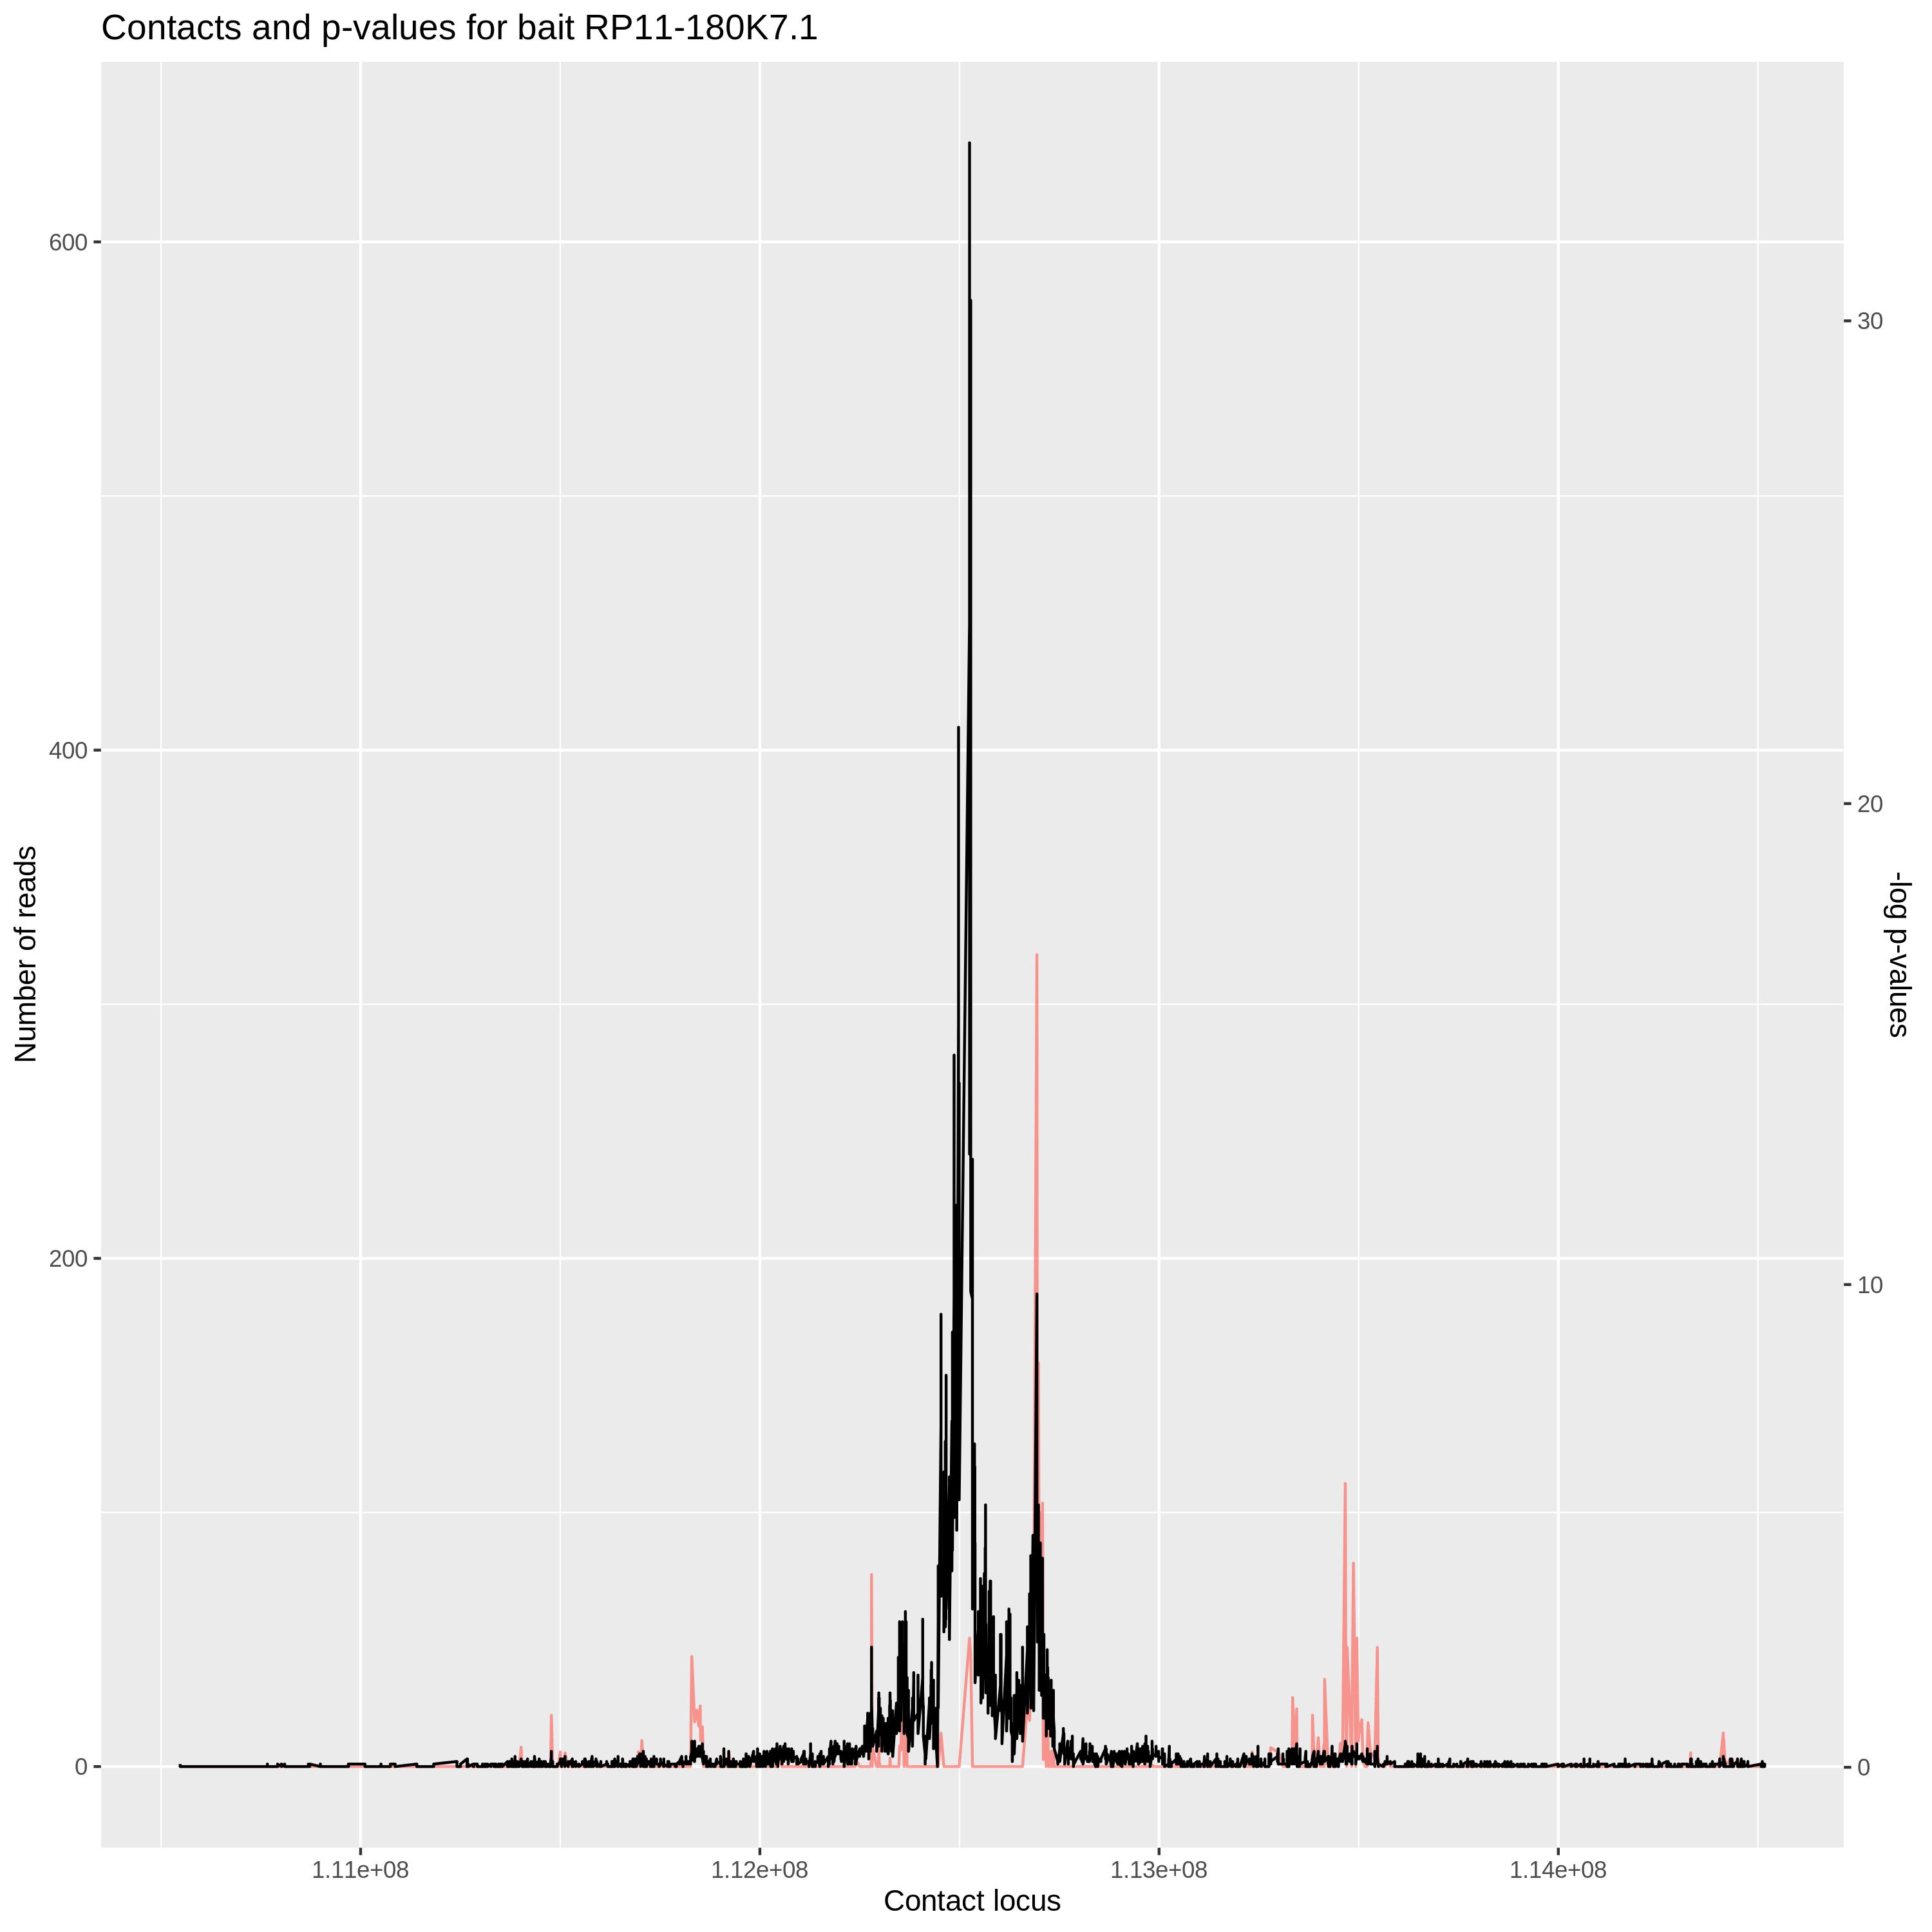 Contacts and p-values for bait RP11-180K7.1
600
400
200
0
Number of reads
30
20
10
0
-log p-values
1.11e+08
1.12e+08
1.13e+08
1.14e+08
Contact locus